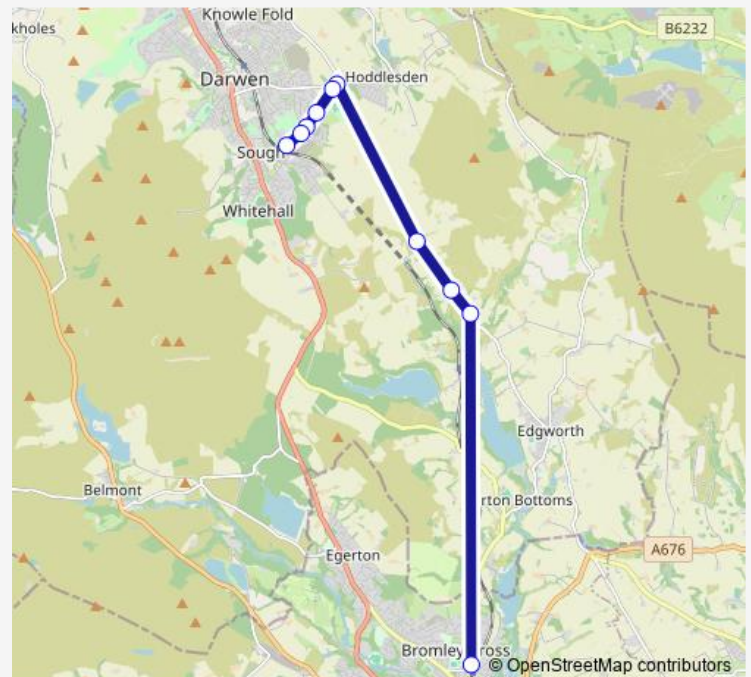 Knowle Fold
kholes
B6232
Darwen
Hoddlesden
Sough
Whitehall
Edgworth
Belmont
rton Bottoms
A676
Egerton
Bromley Cross
© OpenStreetMap contributors